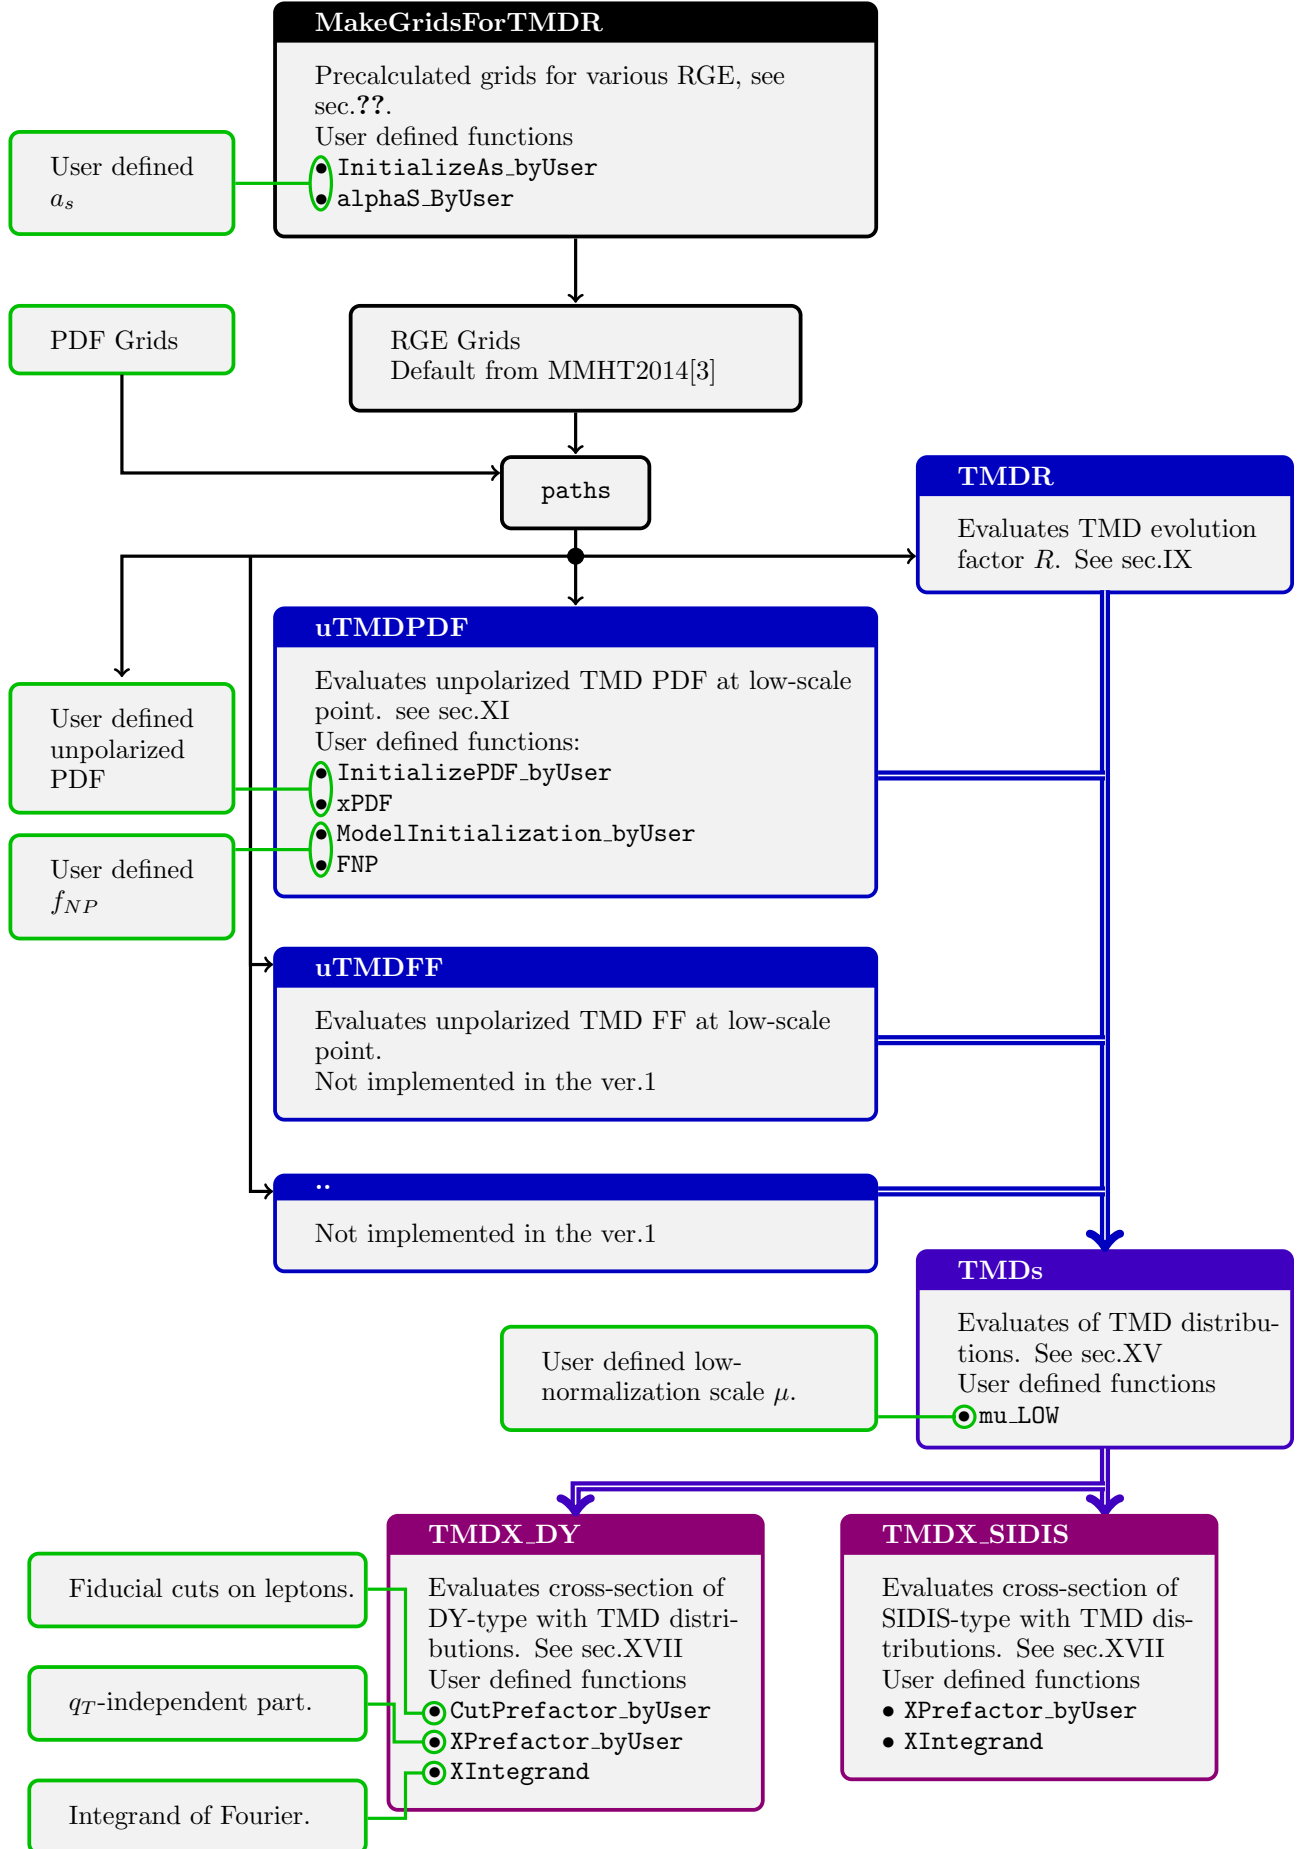 MakeGridsForTMDR
Precalculated grids for various RGE, see
sec.??.
User defined functions
• InitializeAs_byUser
• alphaS_ByUser
User defined
a_s
PDF Grids
RGE Grids
Default from MMHT2014[3]
paths
TMDR
Evaluates TMD evolution
factor R. See sec.IX
uTMDPDF
Evaluates unpolarized TMD PDF at low-scale
point. see sec.XI
User defined functions:
• InitializePDF_byUser
• xPDF
• ModelInitialization_byUser
• FNP
User defined
unpolarized
PDF
User defined
f_{NP}
uTMDFF
Evaluates unpolarized TMD FF at low-scale
point.
Not implemented in the ver.1
..
Not implemented in the ver.1
TMDs
Evaluates of TMD distribu-
tions. See sec.XV
User defined functions
• mu_LOW
User defined low-
normalization scale μ.
TMDX_DY
Evaluates cross-section of
DY-type with TMD distri-
butions. See sec.XVII
User defined functions
• CutPrefactor_byUser
• XPrefactor_byUser
• XIntegrand
TMDX_SIDIS
Evaluates cross-section of
SIDIS-type with TMD dis-
tributions. See sec.XVII
User defined functions
• XPrefactor_byUser
• XIntegrand
Fiducial cuts on leptons.
q_T-independent part.
Integrand of Fourier.